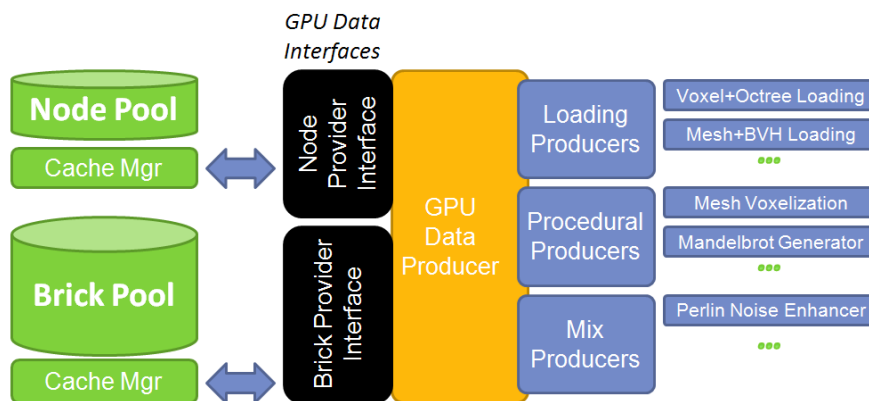 GPU Data
Interfaces
Node Pool
Cache Mgr
Brick Pool
Cache Mgr
Node
Provider
Interface
Brick Provider
Interface
GPU
Data
Producer
Loading
Producers
Procedural
Producers
Mix
Producers
Voxel+Octree Loading
Mesh+BVH Loading
...
Mesh Voxelization
Mandelbrot Generator
...
Perlin Noise Enhancer
...